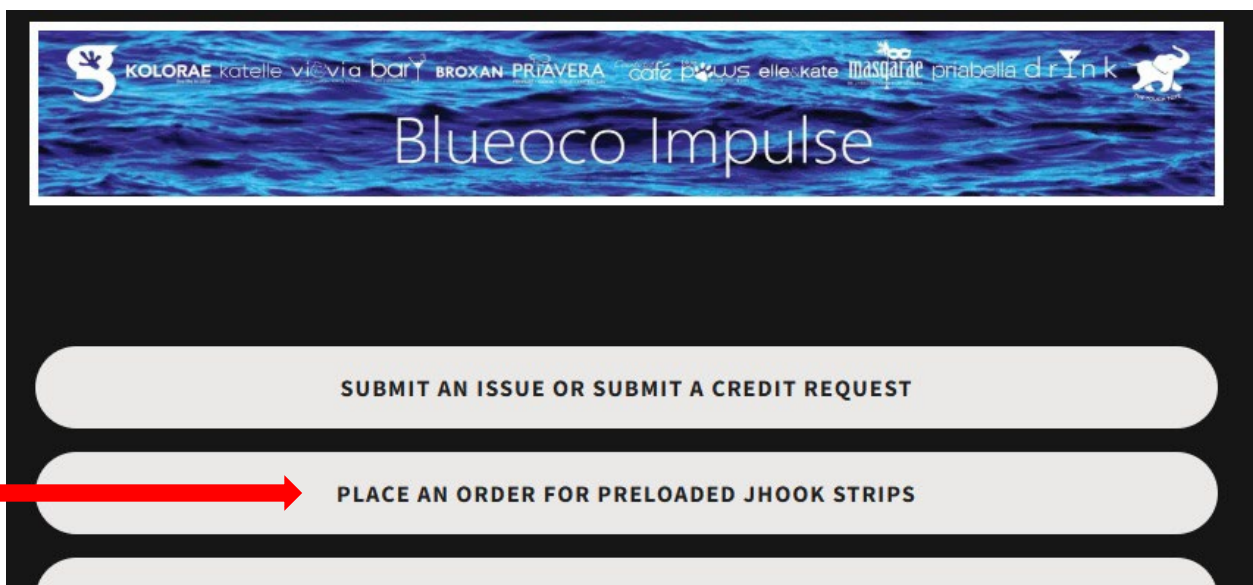 KOLORAE katelle viovia bar BROXAN PRIAVERA café paws elle&kate masqarae priabella drInk
Blueoco Impulse
SUBMIT AN ISSUE OR SUBMIT A CREDIT REQUEST
PLACE AN ORDER FOR PRELOADED JHOOK STRIPS